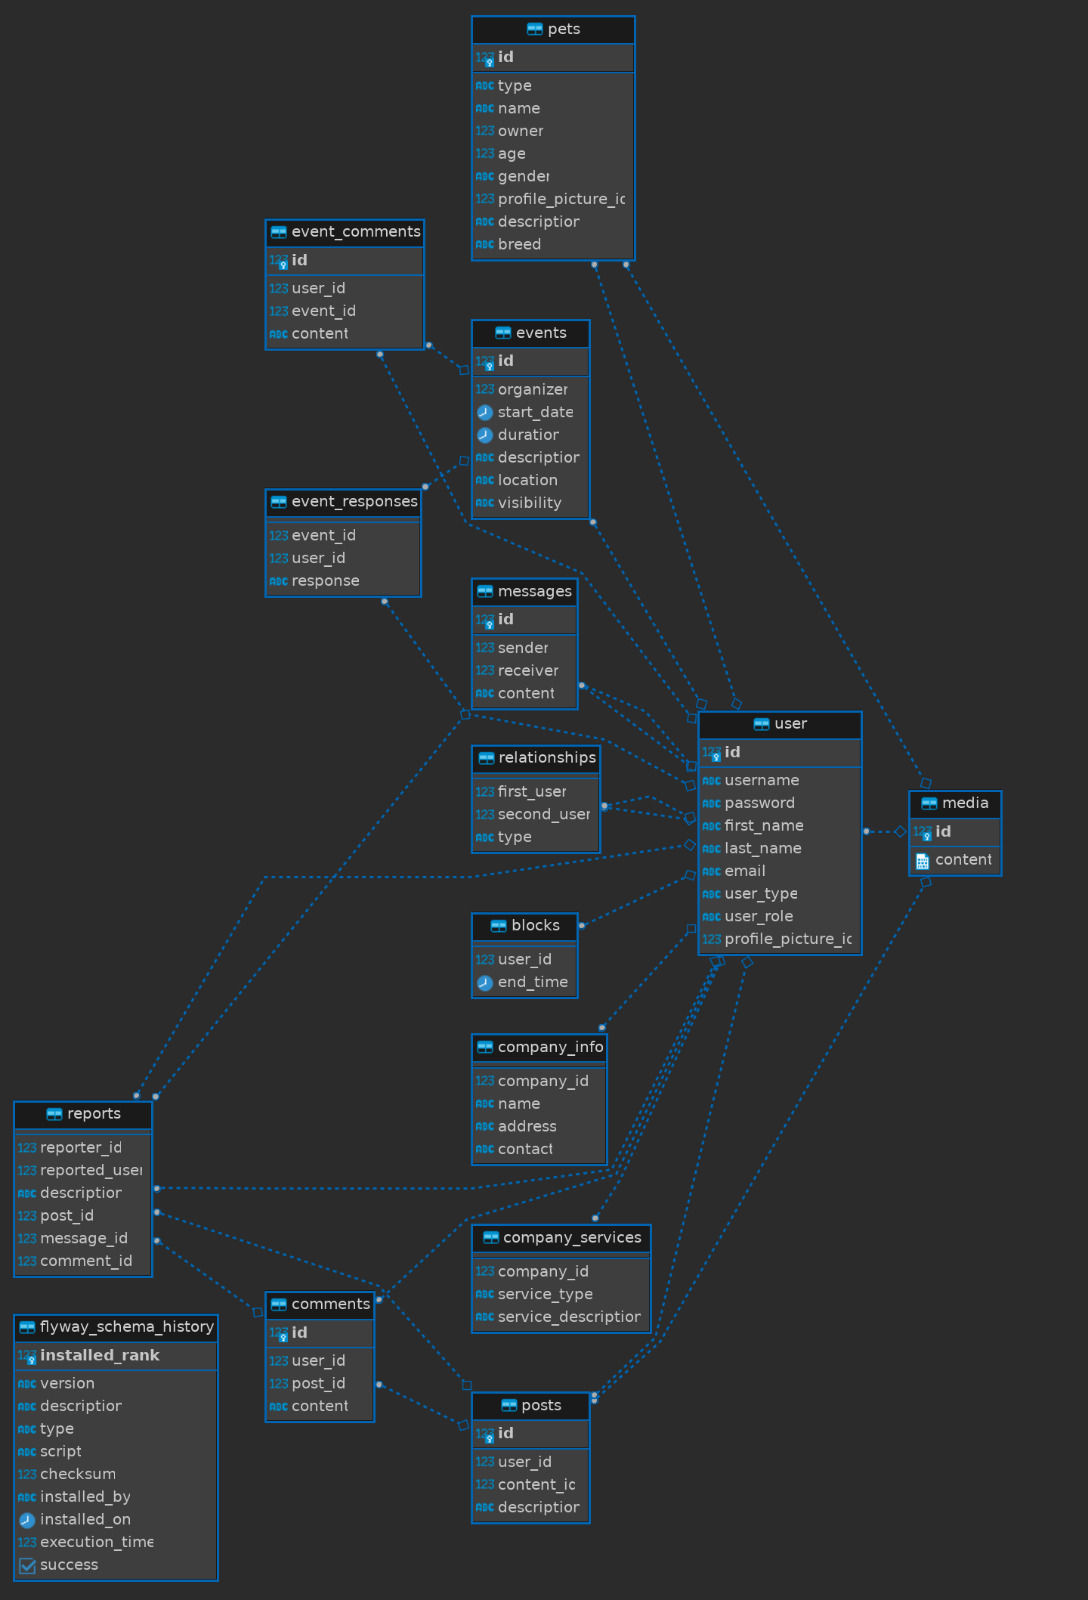 pets
123 id
ABC type
ABC name
123 owner
123 age
ABC gender
123 profile_picture_id
ABC description
ABC breed
event_comments
123 id
123 user_id
123 event_id
ABC content
events
123 id
123 organizer
start_date
duration
ABC description
ABC location
ABC visibility
event_responses
123 event_id
123 user_id
ABC response
messages
123 id
123 sender
123 receiver
ABC content
user
123 id
ABC username
ABC password
ABC first_name
ABC last_name
ABC email
ABC user_type
ABC user_role
123 profile_picture_id
media
123 id
content
relationships
123 first_user
123 second_user
ABC type
blocks
123 user_id
end_time
company_info
123 company_id
ABC name
ABC address
ABC contact
reports
123 reporter_id
123 reported_user
ABC description
123 post_id
123 message_id
123 comment_id
company_services
123 company_id
ABC service_type
ABC service_description
comments
123 id
123 user_id
123 post_id
ABC content
flyway_schema_history
123 installed_rank
ABC version
ABC description
ABC type
ABC script
123 checksum
ABC installed_by
installed_on
123 execution_time
success
posts
123 id
123 user_id
123 content_id
ABC description